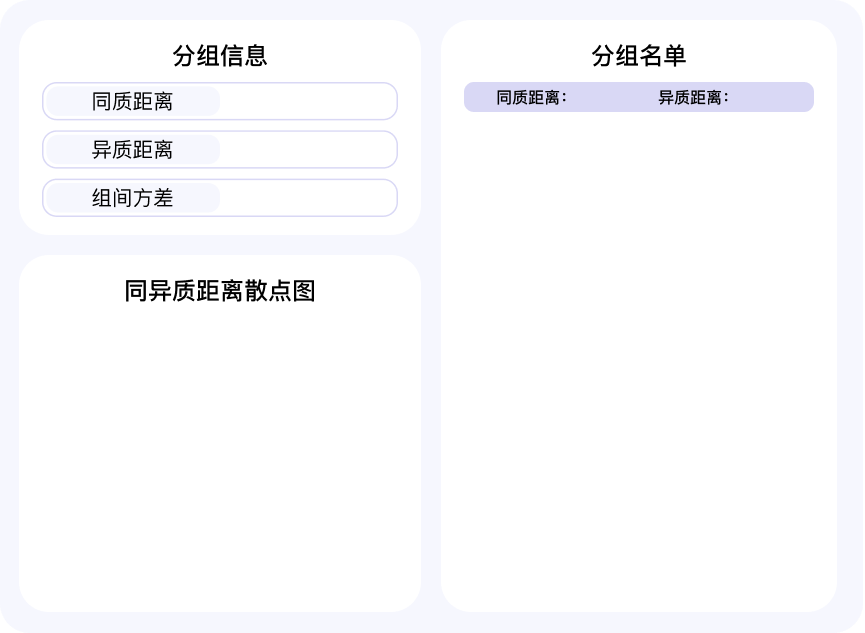 分组信息
同质距离
异质距离
组间方差
同异质距离散点图
分组名单
同质距离： 异质距离：